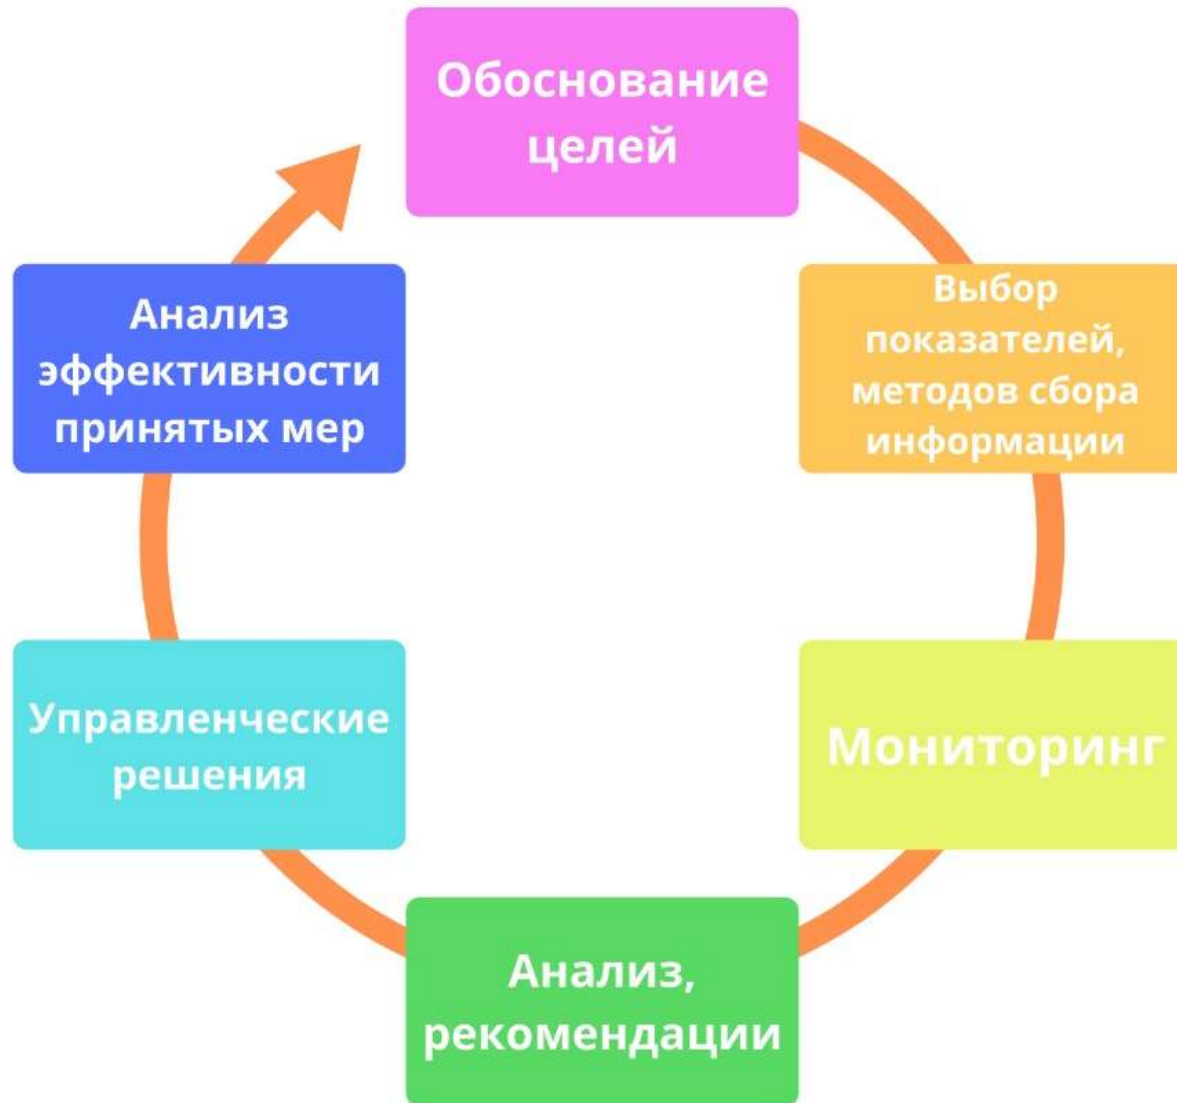 Обоснование
целей
Выбор
показателей,
методов сбора
информации
Мониторинг
Анализ,
рекомендации
Управленческие
решения
Анализ
эффективности
принятых мер